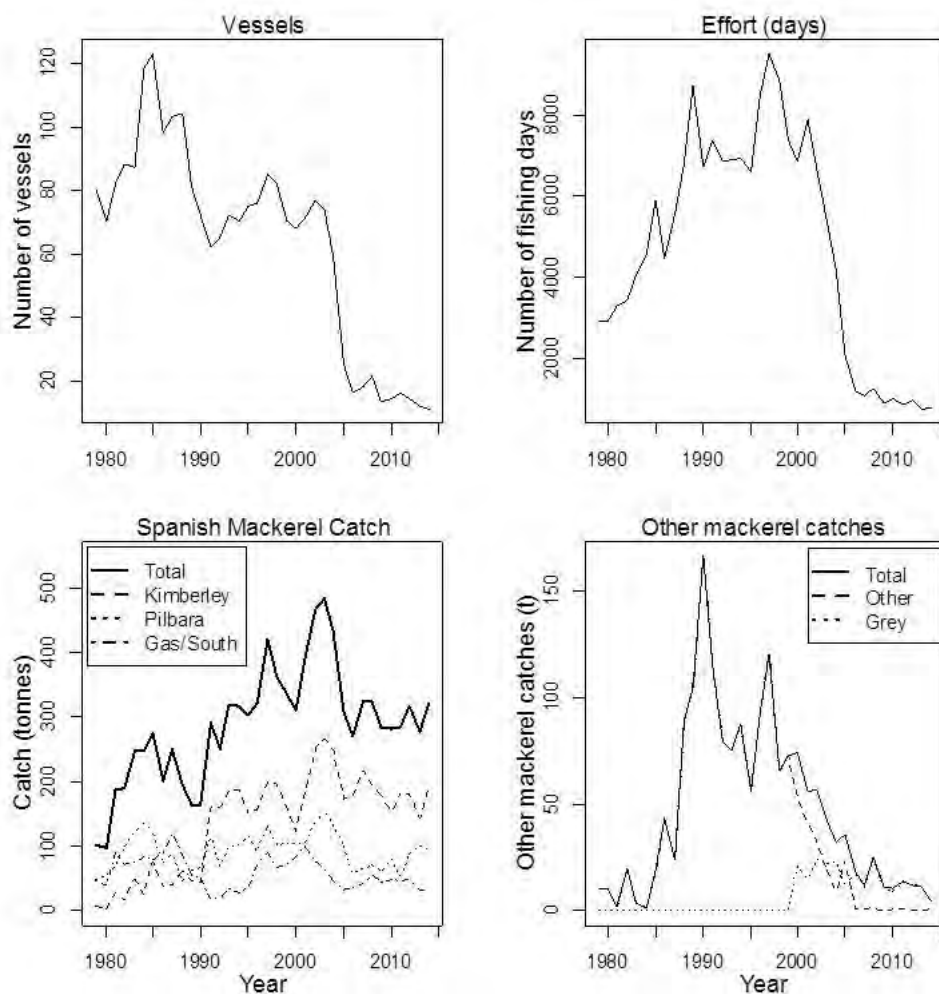 Vessels
Number of vessels
20 40 60 80 100 120
1980 1990 2000 2010
Effort (days)
Number of fishing days
2000 4000 6000 8000
1980 1990 2000 2010
Spanish Mackerel Catch
Total
Kimberley
Pilbara
Gas/South
Catch (tonnes)
0 100 200 300 400 500
1980 1990 2000 2010
Year
Other mackerel catches
Total
Other
Grey
Other mackerel catches (t)
0 50 100 150
1980 1990 2000 2010
Year